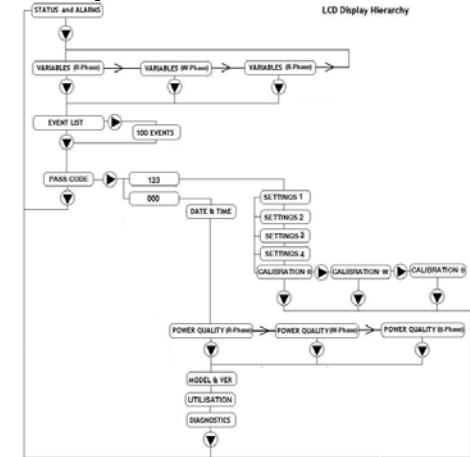 LCD Display Hierarchy
STATUS and ALARMS
VARIABLES (R-Phase)
VARIABLES (W-Phase)
VARIABLES (R-Phase)
EVENT LIST
100 EVENTS
PASS CODE
123
000
DATE & TIME
SETTINGS 1
SETTINGS 2
SETTINGS 3
SETTINGS 4
CALIBRATION-R
CALIBRATION-W
CALIBRATION-B
POWER QUALITY (R-Phase)
POWER QUALITY(W-Phase)
POWER QUALITY (B-Phase)
MODEL & VER
UTILISATION
DIAGNOSTICS